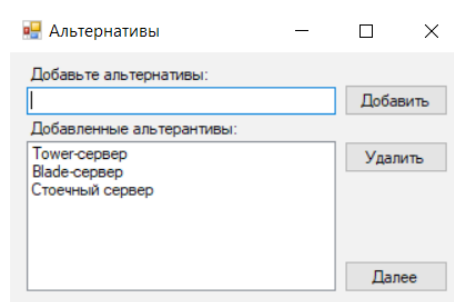 Альтернативы
Добавьте альтернативы:
Добавить
Добавленные альтерантивы:
Tower-сервер
Blade-сервер
Стоечный сервер
Удалить
Далее